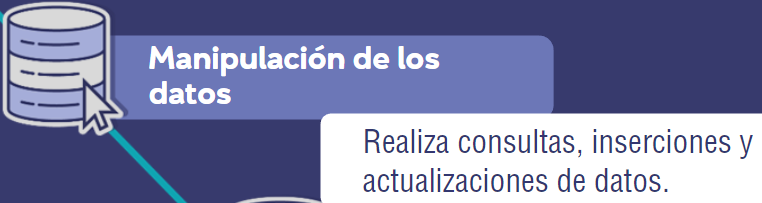 Manipulación de los
datos
Realiza consultas, inserciones y
actualizaciones de datos.